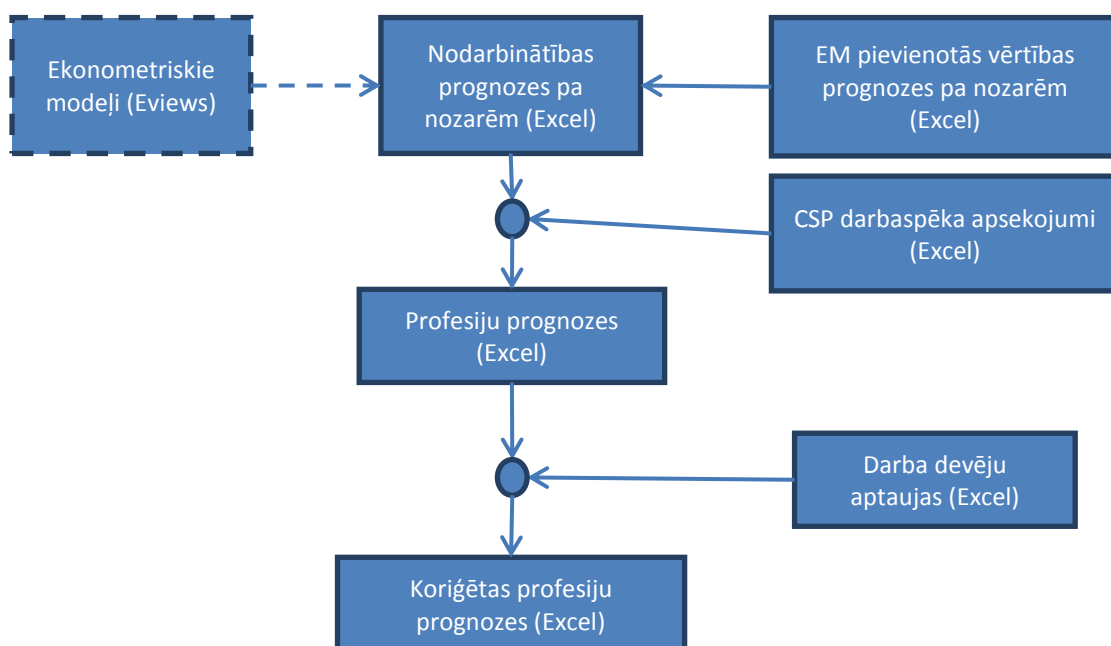 Ekonometriskie
modeļi (Eviews)
Nodarbinātības
prognozes pa
nozarēm (Excel)
EM pievienotās vērtības
prognozes pa nozarēm
(Excel)
CSP darbaspēka apsekojumi
(Excel)
Profesiju prognozes
(Excel)
Darba devēju
aptaujas (Excel)
Koriģētas profesiju
prognozes (Excel)